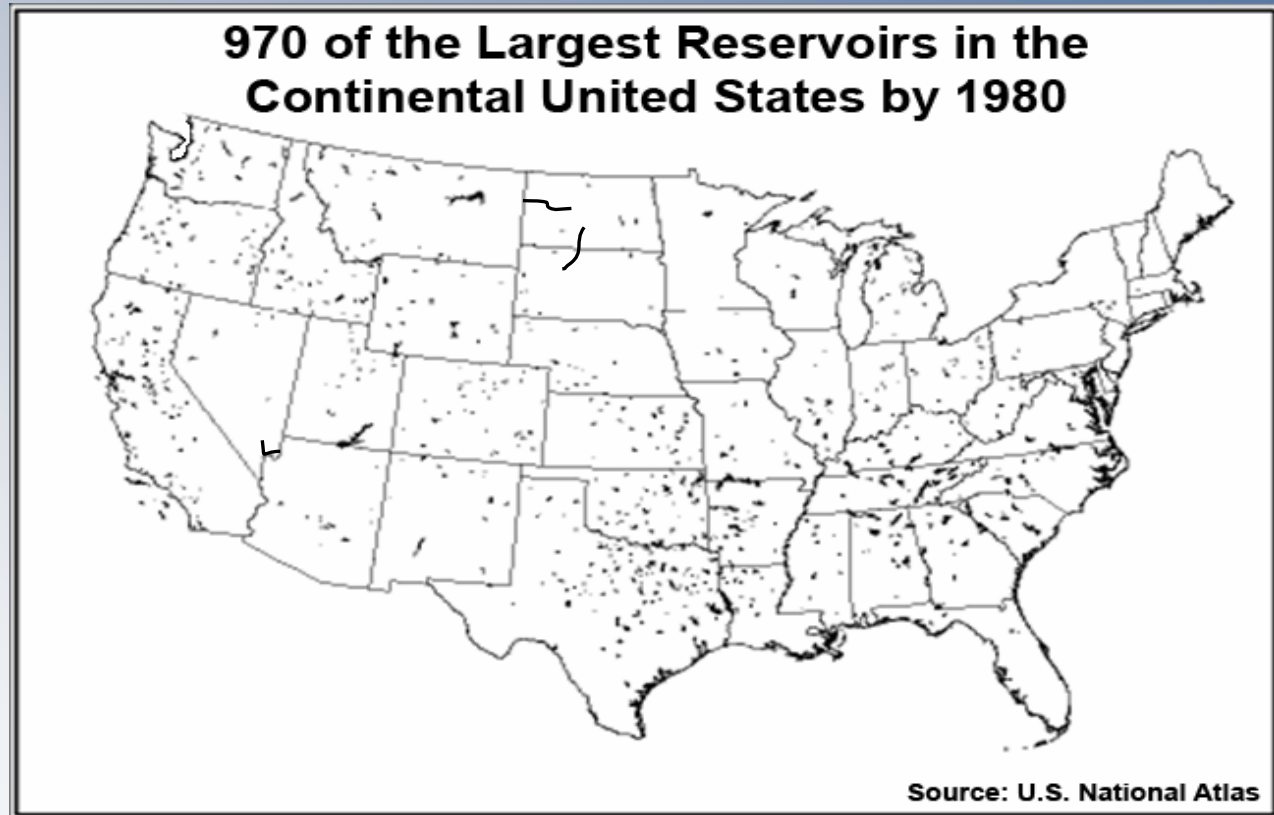 970 of the Largest Reservoirs in the
Continental United States by 1980
Source: U.S. National Atlas